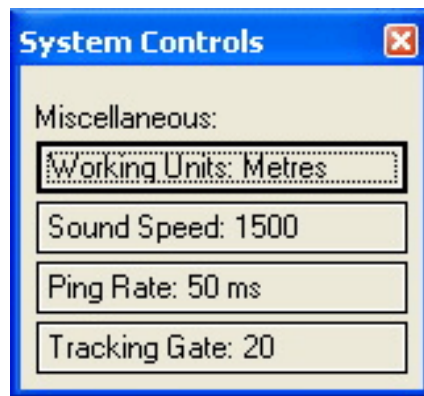 System Controls
Miscellaneous:
Working Units: Metres
Sound Speed: 1500
Ping Rate: 50 ms
Tracking Gate: 20